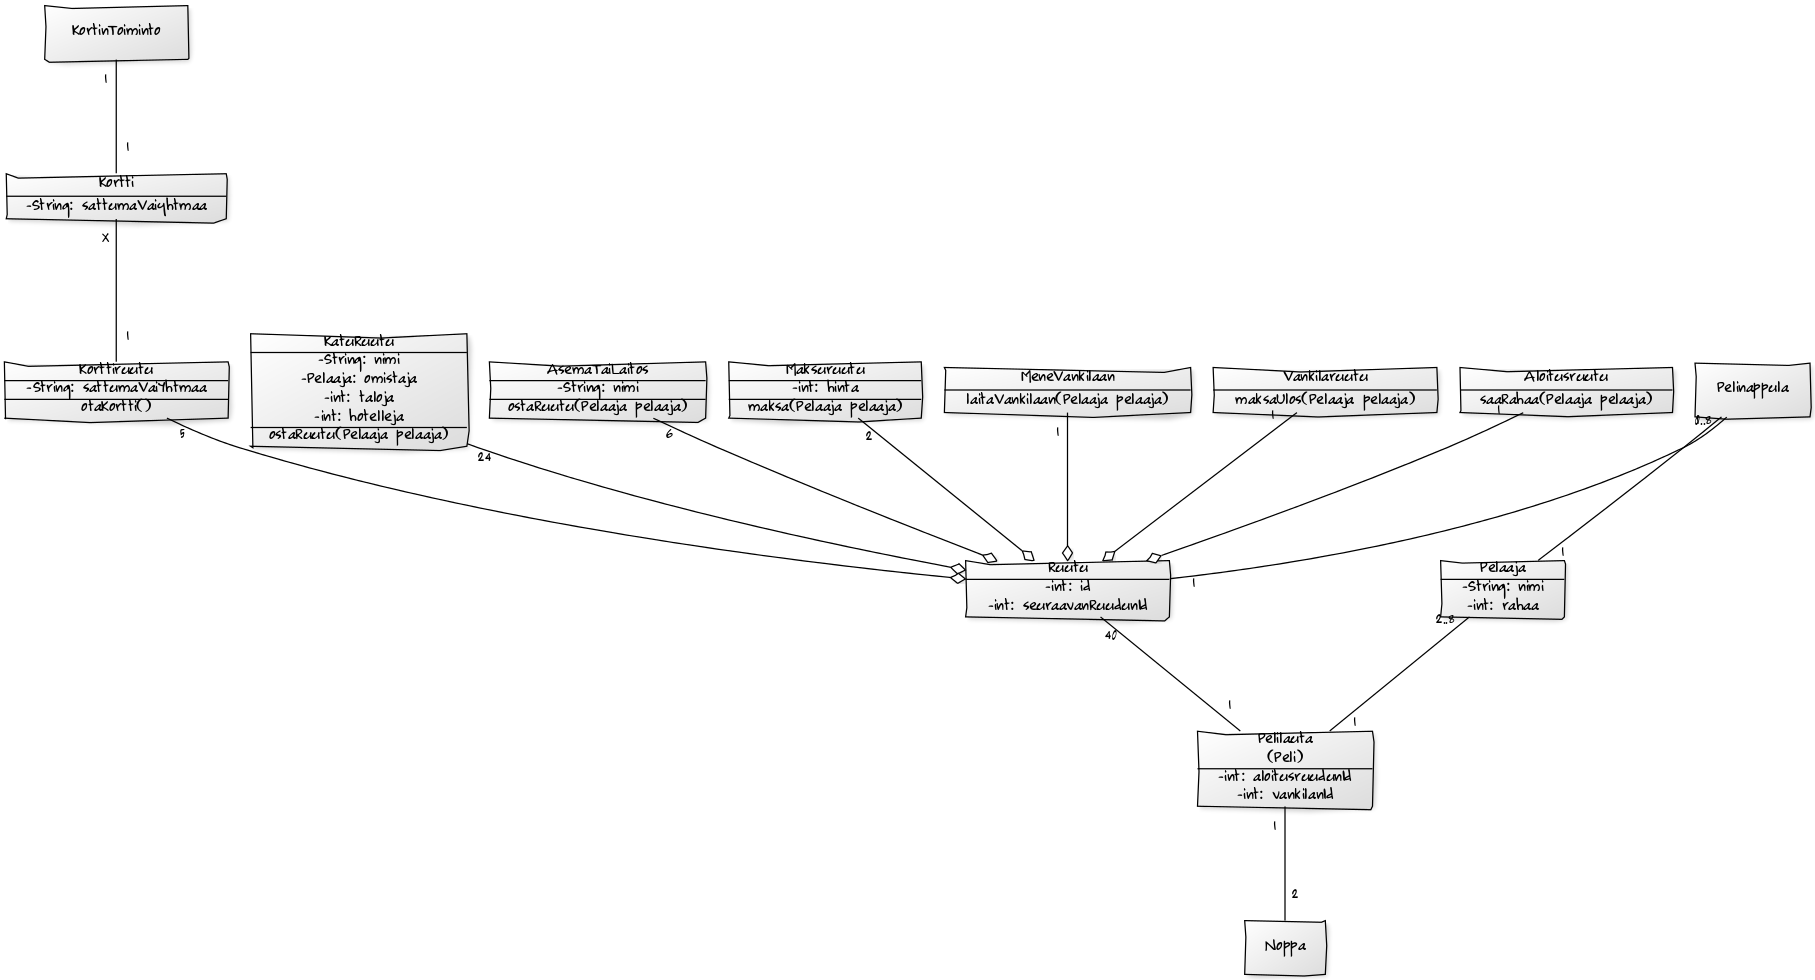 KortinToiminto
1
1
Kortti
-String: sattumaVaiyhtmaa
X
1
Korttiruutu
-String: sattumaVaiYhtmaa
otaKortti()
5
KatuRuutu
-String: nimi
-Pelaaja: omistaja
-int: taloja
-int: hotelleja
ostaRuutu(Pelaaja pelaaja)
24
AsemaTaiLaitos
-String: nimi
ostaRuutu(Pelaaja pelaaja)
6
Maksuruutu
-int: hinta
maksa(Pelaaja pelaaja)
2
MeneVankilaan
laitaVankilaan(Pelaaja pelaaja)
1
Vankilaruutu
maksaUlos(Pelaaja pelaaja)
1
Aloitusruutu
saaRahaa(Pelaaja pelaaja)
1
Pelinappula
Ruutu
-int: id
-int: seuraavanRuudunId
1
40
1
Pelaaja
-String: nimi
-int: rahaa
1
2..8
1
Pelilauta
(Peli)
-int: aloitusruudunId
-int: vankilanId
1
2
Noppa